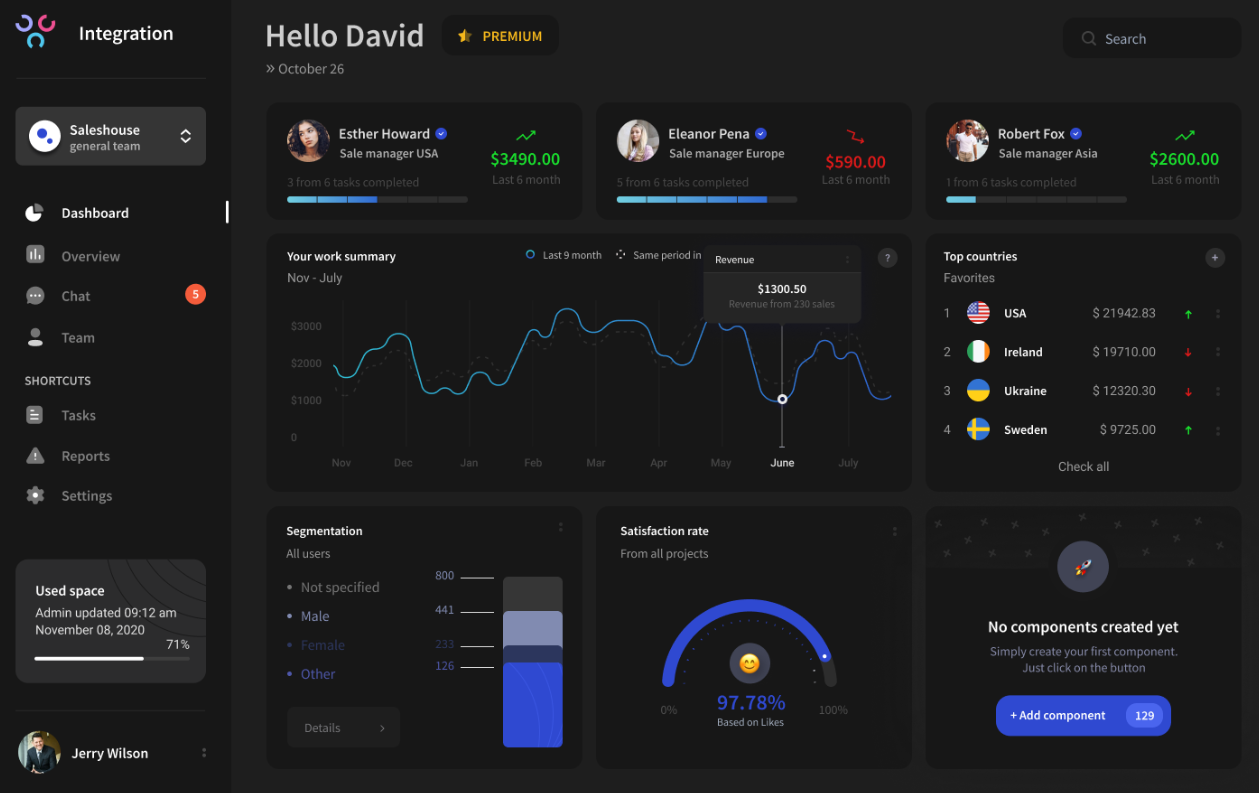 Integration
Saleshouse
general team
Dashboard
Overview
Chat
5
Team
SHORTCUTS
Tasks
Reports
Settings
Used space
Admin updated 09:12 am
November 08, 2020
71%
Jerry Wilson
Hello David
PREMIUM
» October 26
Search
Esther Howard
Sale manager USA
$3490.00
Last 6 month
3 from 6 tasks completed
Eleanor Pena
Sale manager Europe
$590.00
Last 6 month
5 from 6 tasks completed
Robert Fox
Sale manager Asia
$2600.00
Last 6 month
1 from 6 tasks completed
Your work summary
Nov - July
Last 9 month
Same period in
Revenue
$1300.50
Revenue from 230 sales
?
$3000
$2000
$1000
0
Nov Dec Jan Feb Mar Apr May June July
Top countries
+
Favorites
1 USA $ 21942.83
2 Ireland $ 19710.00
3 Ukraine $ 12320.30
4 Sweden $ 9725.00
Check all
Segmentation
All users
Not specified 800
Male 441
Female 233
Other 126
Details
Satisfaction rate
From all projects
97.78%
0% 100%
Based on Likes
No components created yet
Simply create your first component.
Just click on the button
+ Add component 129